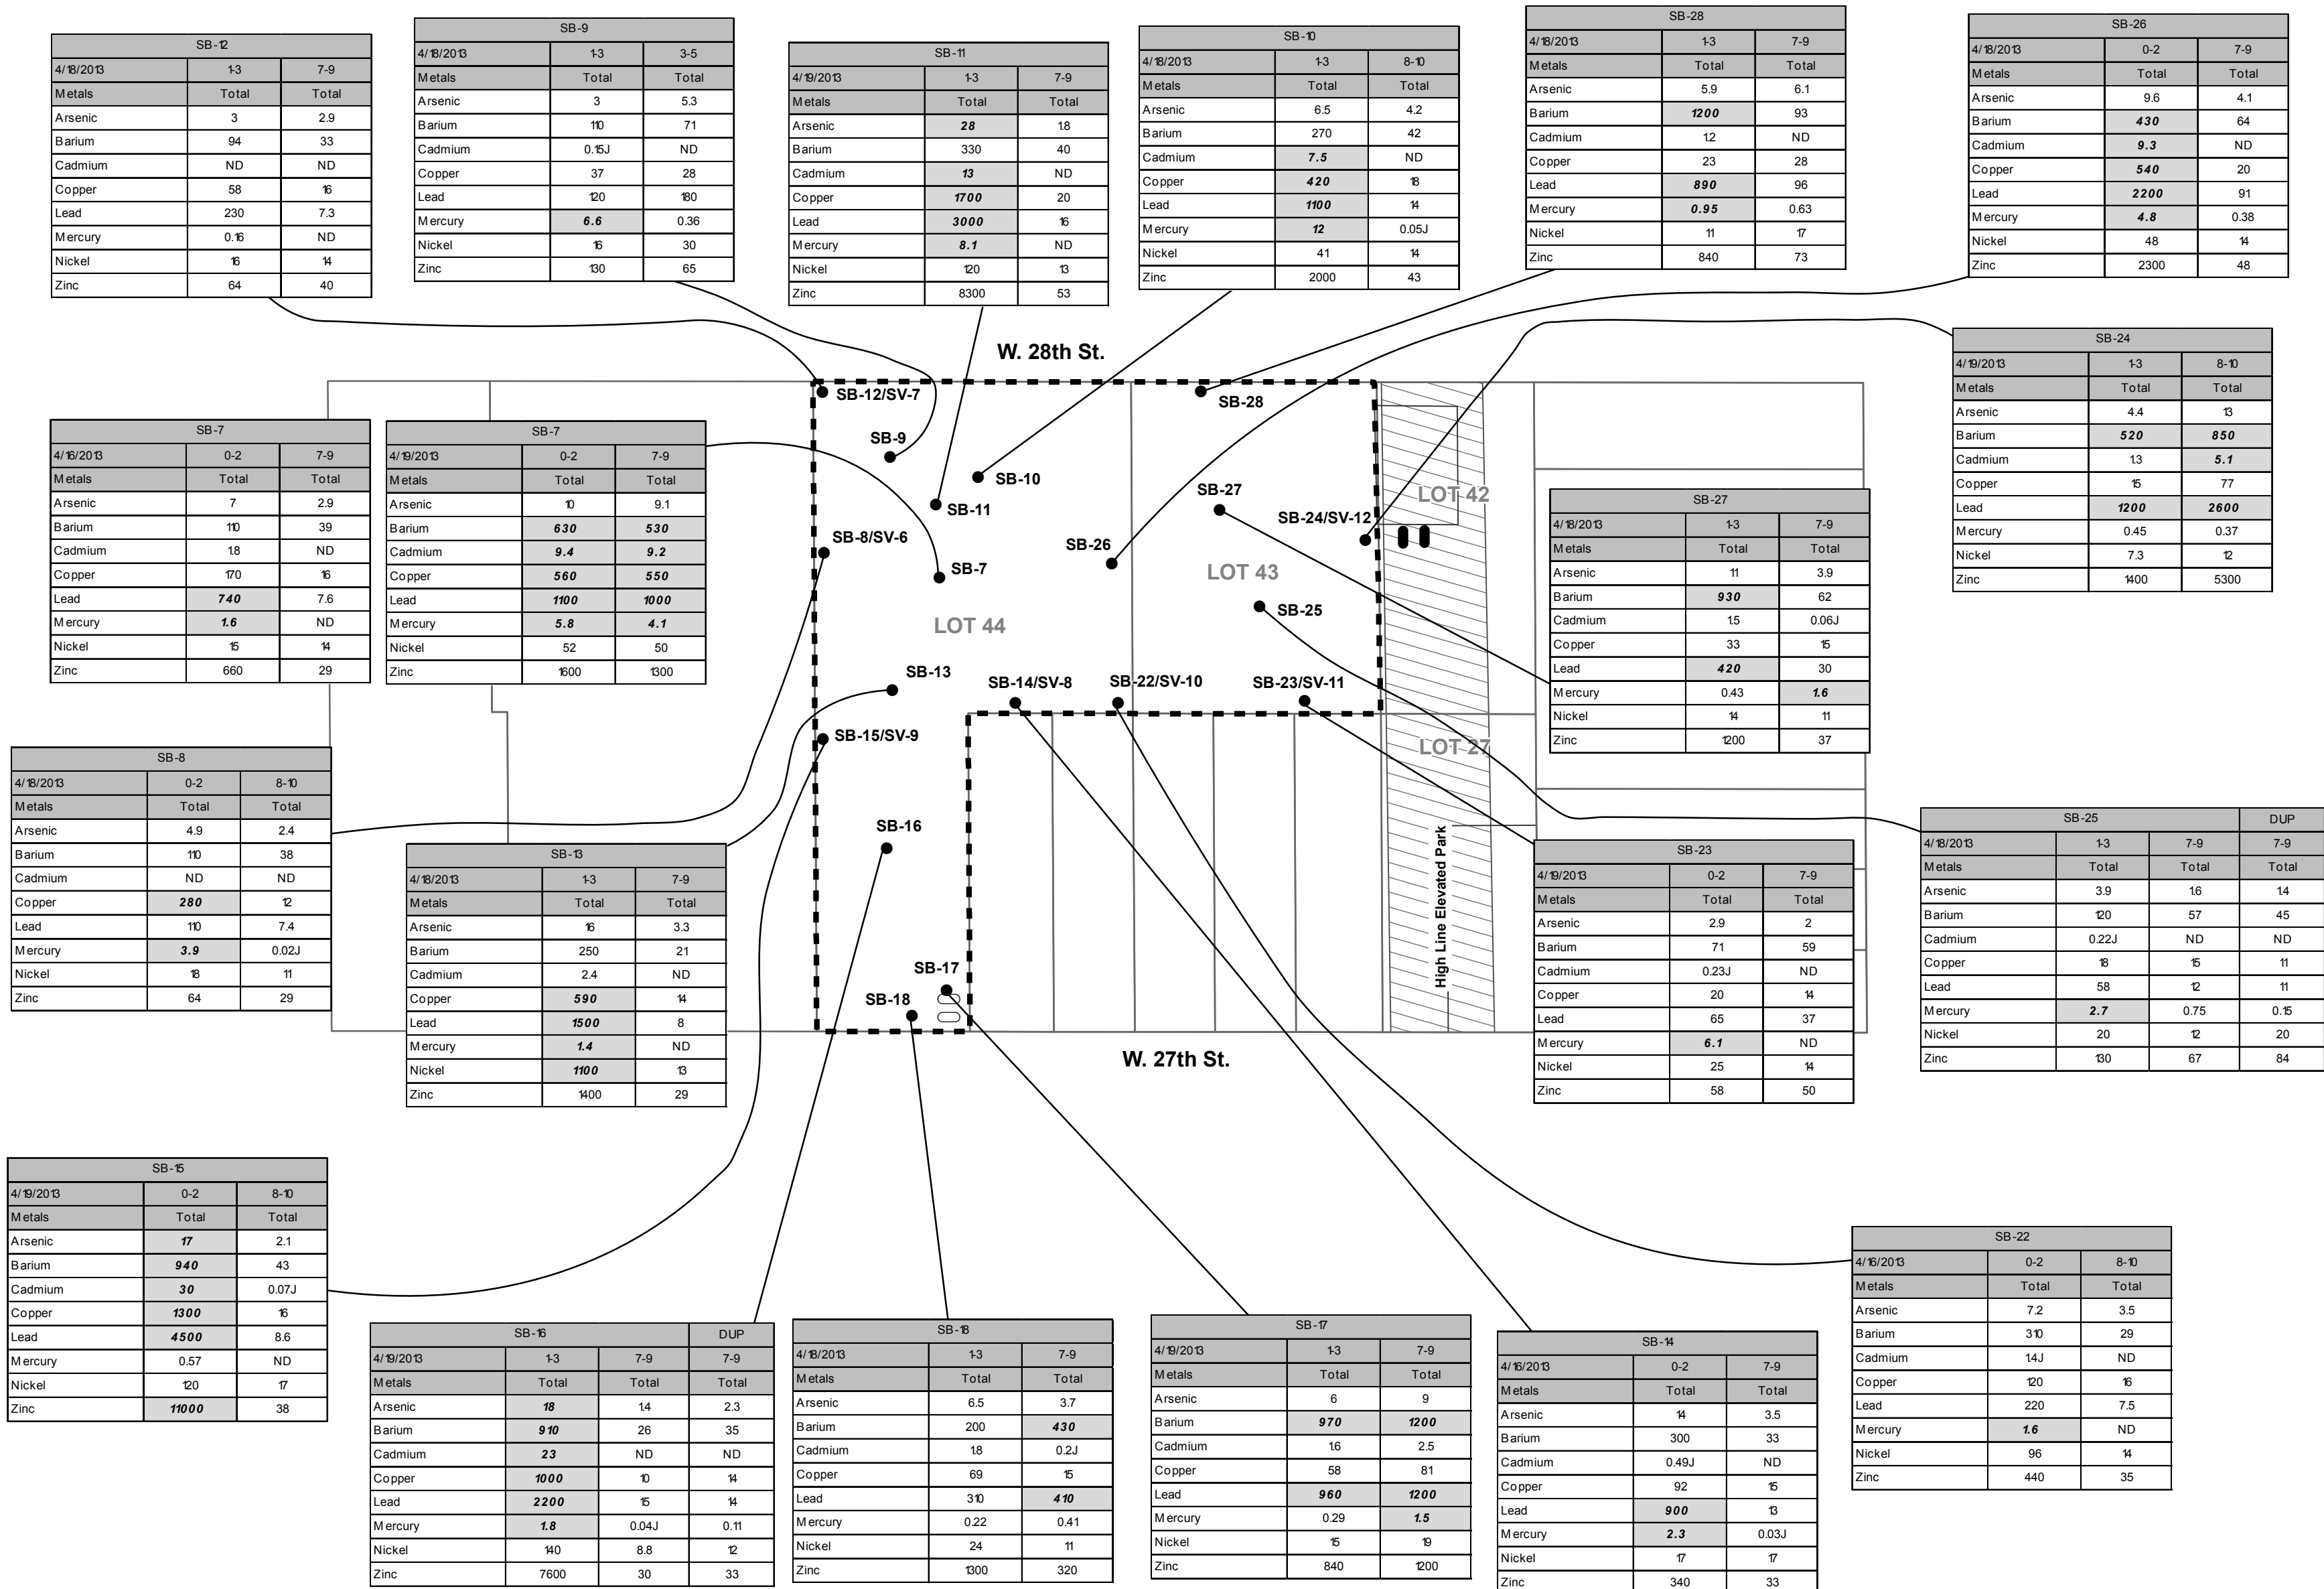 SB-12
4/18/2013 1-3 7-9
Metals Total Total
Arsenic 3 2.9
Barium 94 33
Cadmium ND ND
Copper 58 16
Lead 230 7.3
Mercury 0.16 ND
Nickel 16 14
Zinc 64 40
SB-9
4/18/2013 1-3 3-5
Metals Total Total
Arsenic 3 5.3
Barium 110 71
Cadmium 0.15J ND
Copper 37 28
Lead 120 180
Mercury 6.6 0.36
Nickel 16 30
Zinc 130 65
SB-11
4/19/2013 1-3 7-9
Metals Total Total
Arsenic 28 1.8
Barium 330 40
Cadmium 13 ND
Copper 1700 20
Lead 3000 16
Mercury 8.1 ND
Nickel 120 13
Zinc 8300 53
SB-10
4/18/2013 1-3 8-10
Metals Total Total
Arsenic 6.5 4.2
Barium 270 42
Cadmium 7.5 ND
Copper 420 18
Lead 1100 14
Mercury 12 0.05J
Nickel 41 14
Zinc 2000 43
SB-28
4/18/2013 1-3 7-9
Metals Total Total
Arsenic 5.9 6.1
Barium 1200 93
Cadmium 1.2 ND
Copper 23 28
Lead 890 96
Mercury 0.95 0.63
Nickel 11 17
Zinc 840 73
SB-26
4/18/2013 0-2 7-9
Metals Total Total
Arsenic 9.6 4.1
Barium 430 64
Cadmium 9.3 ND
Copper 540 20
Lead 2200 91
Mercury 4.8 0.38
Nickel 48 14
Zinc 2300 48
SB-24
4/19/2013 1-3 8-10
Metals Total Total
Arsenic 4.4 13
Barium 520 850
Cadmium 1.3 5.1
Copper 15 77
Lead 1200 2600
Mercury 0.45 0.37
Nickel 7.3 12
Zinc 1400 5300
W. 28th St.
SB-12/SV-7
SB-28
SB-9
SB-10
SB-11
SB-27
LOT 42
SB-24/SV-12
SB-8/SV-6
SB-26
SB-7
LOT 43
SB-25
LOT 44
SB-13
SB-14/SV-8
SB-22/SV-10
SB-23/SV-11
SB-15/SV-9
LOT 27
SB-16
High Line Elevated Park
SB-17
SB-18
W. 27th St.
SB-7
4/16/2013 0-2 7-9
Metals Total Total
Arsenic 7 2.9
Barium 110 39
Cadmium 1.8 ND
Copper 170 16
Lead 740 7.6
Mercury 1.6 ND
Nickel 15 14
Zinc 660 29
SB-7
4/19/2013 0-2 7-9
Metals Total Total
Arsenic 10 9.1
Barium 630 530
Cadmium 9.4 9.2
Copper 560 550
Lead 1100 1000
Mercury 5.8 4.1
Nickel 52 50
Zinc 1600 1300
SB-27
4/18/2013 1-3 7-9
Metals Total Total
Arsenic 11 3.9
Barium 930 62
Cadmium 1.5 0.06J
Copper 33 15
Lead 420 30
Mercury 0.43 1.6
Nickel 14 11
Zinc 1200 37
SB-8
4/18/2013 0-2 8-10
Metals Total Total
Arsenic 4.9 2.4
Barium 110 38
Cadmium ND ND
Copper 280 12
Lead 110 7.4
Mercury 3.9 0.02J
Nickel 18 11
Zinc 64 29
SB-13
4/18/2013 1-3 7-9
Metals Total Total
Arsenic 16 3.3
Barium 250 21
Cadmium 2.4 ND
Copper 590 14
Lead 1500 8
Mercury 1.4 ND
Nickel 1100 13
Zinc 1400 29
SB-23
4/19/2013 0-2 7-9
Metals Total Total
Arsenic 2.9 2
Barium 71 59
Cadmium 0.23J ND
Copper 20 14
Lead 65 37
Mercury 6.1 ND
Nickel 25 14
Zinc 58 50
SB-25 DUP
4/18/2013 1-3 7-9 7-9
Metals Total Total Total
Arsenic 3.9 1.6 1.4
Barium 120 57 45
Cadmium 0.22J ND ND
Copper 18 15 11
Lead 58 12 11
Mercury 2.7 0.75 0.15
Nickel 20 12 20
Zinc 130 67 84
SB-15
4/19/2013 0-2 8-10
Metals Total Total
Arsenic 17 2.1
Barium 940 43
Cadmium 30 0.07J
Copper 1300 16
Lead 4500 8.6
Mercury 0.57 ND
Nickel 120 17
Zinc 11000 38
SB-16 DUP
4/19/2013 1-3 7-9 7-9
Metals Total Total Total
Arsenic 18 1.4 2.3
Barium 910 26 35
Cadmium 23 ND ND
Copper 1000 10 14
Lead 2200 15 14
Mercury 1.8 0.04J 0.11
Nickel 140 8.8 12
Zinc 7600 30 33
SB-18
4/18/2013 1-3 7-9
Metals Total Total
Arsenic 6.5 3.7
Barium 200 430
Cadmium 1.8 0.2J
Copper 69 15
Lead 310 410
Mercury 0.22 0.41
Nickel 24 11
Zinc 1300 320
SB-17
4/19/2013 1-3 7-9
Metals Total Total
Arsenic 6 9
Barium 970 1200
Cadmium 1.6 2.5
Copper 58 81
Lead 960 1200
Mercury 0.29 1.5
Nickel 15 19
Zinc 840 1200
SB-14
4/16/2013 0-2 7-9
Metals Total Total
Arsenic 14 3.5
Barium 300 33
Cadmium 0.49J ND
Copper 92 15
Lead 900 13
Mercury 2.3 0.03J
Nickel 17 17
Zinc 340 33
SB-22
4/16/2013 0-2 8-10
Metals Total Total
Arsenic 7.2 3.5
Barium 310 29
Cadmium 1.4J ND
Copper 120 16
Lead 220 7.5
Mercury 1.6 ND
Nickel 96 14
Zinc 440 35